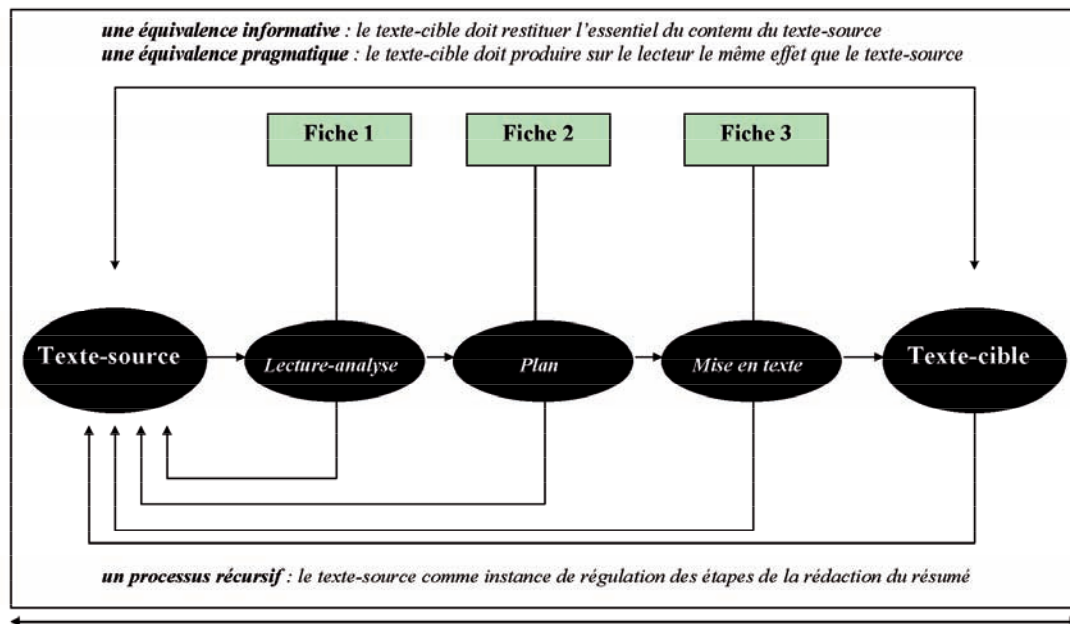 une équivalence informative : le texte-cible doit restituer l’essentiel du contenu du texte-source
une équivalence pragmatique : le texte-cible doit produire sur le lecteur le même effet que le texte-source
Fiche 1
Fiche 2
Fiche 3
Texte-source
Lecture-analyse
Plan
Mise en texte
Texte-cible
un processus récursif : le texte-source comme instance de régulation des étapes de la rédaction du résumé